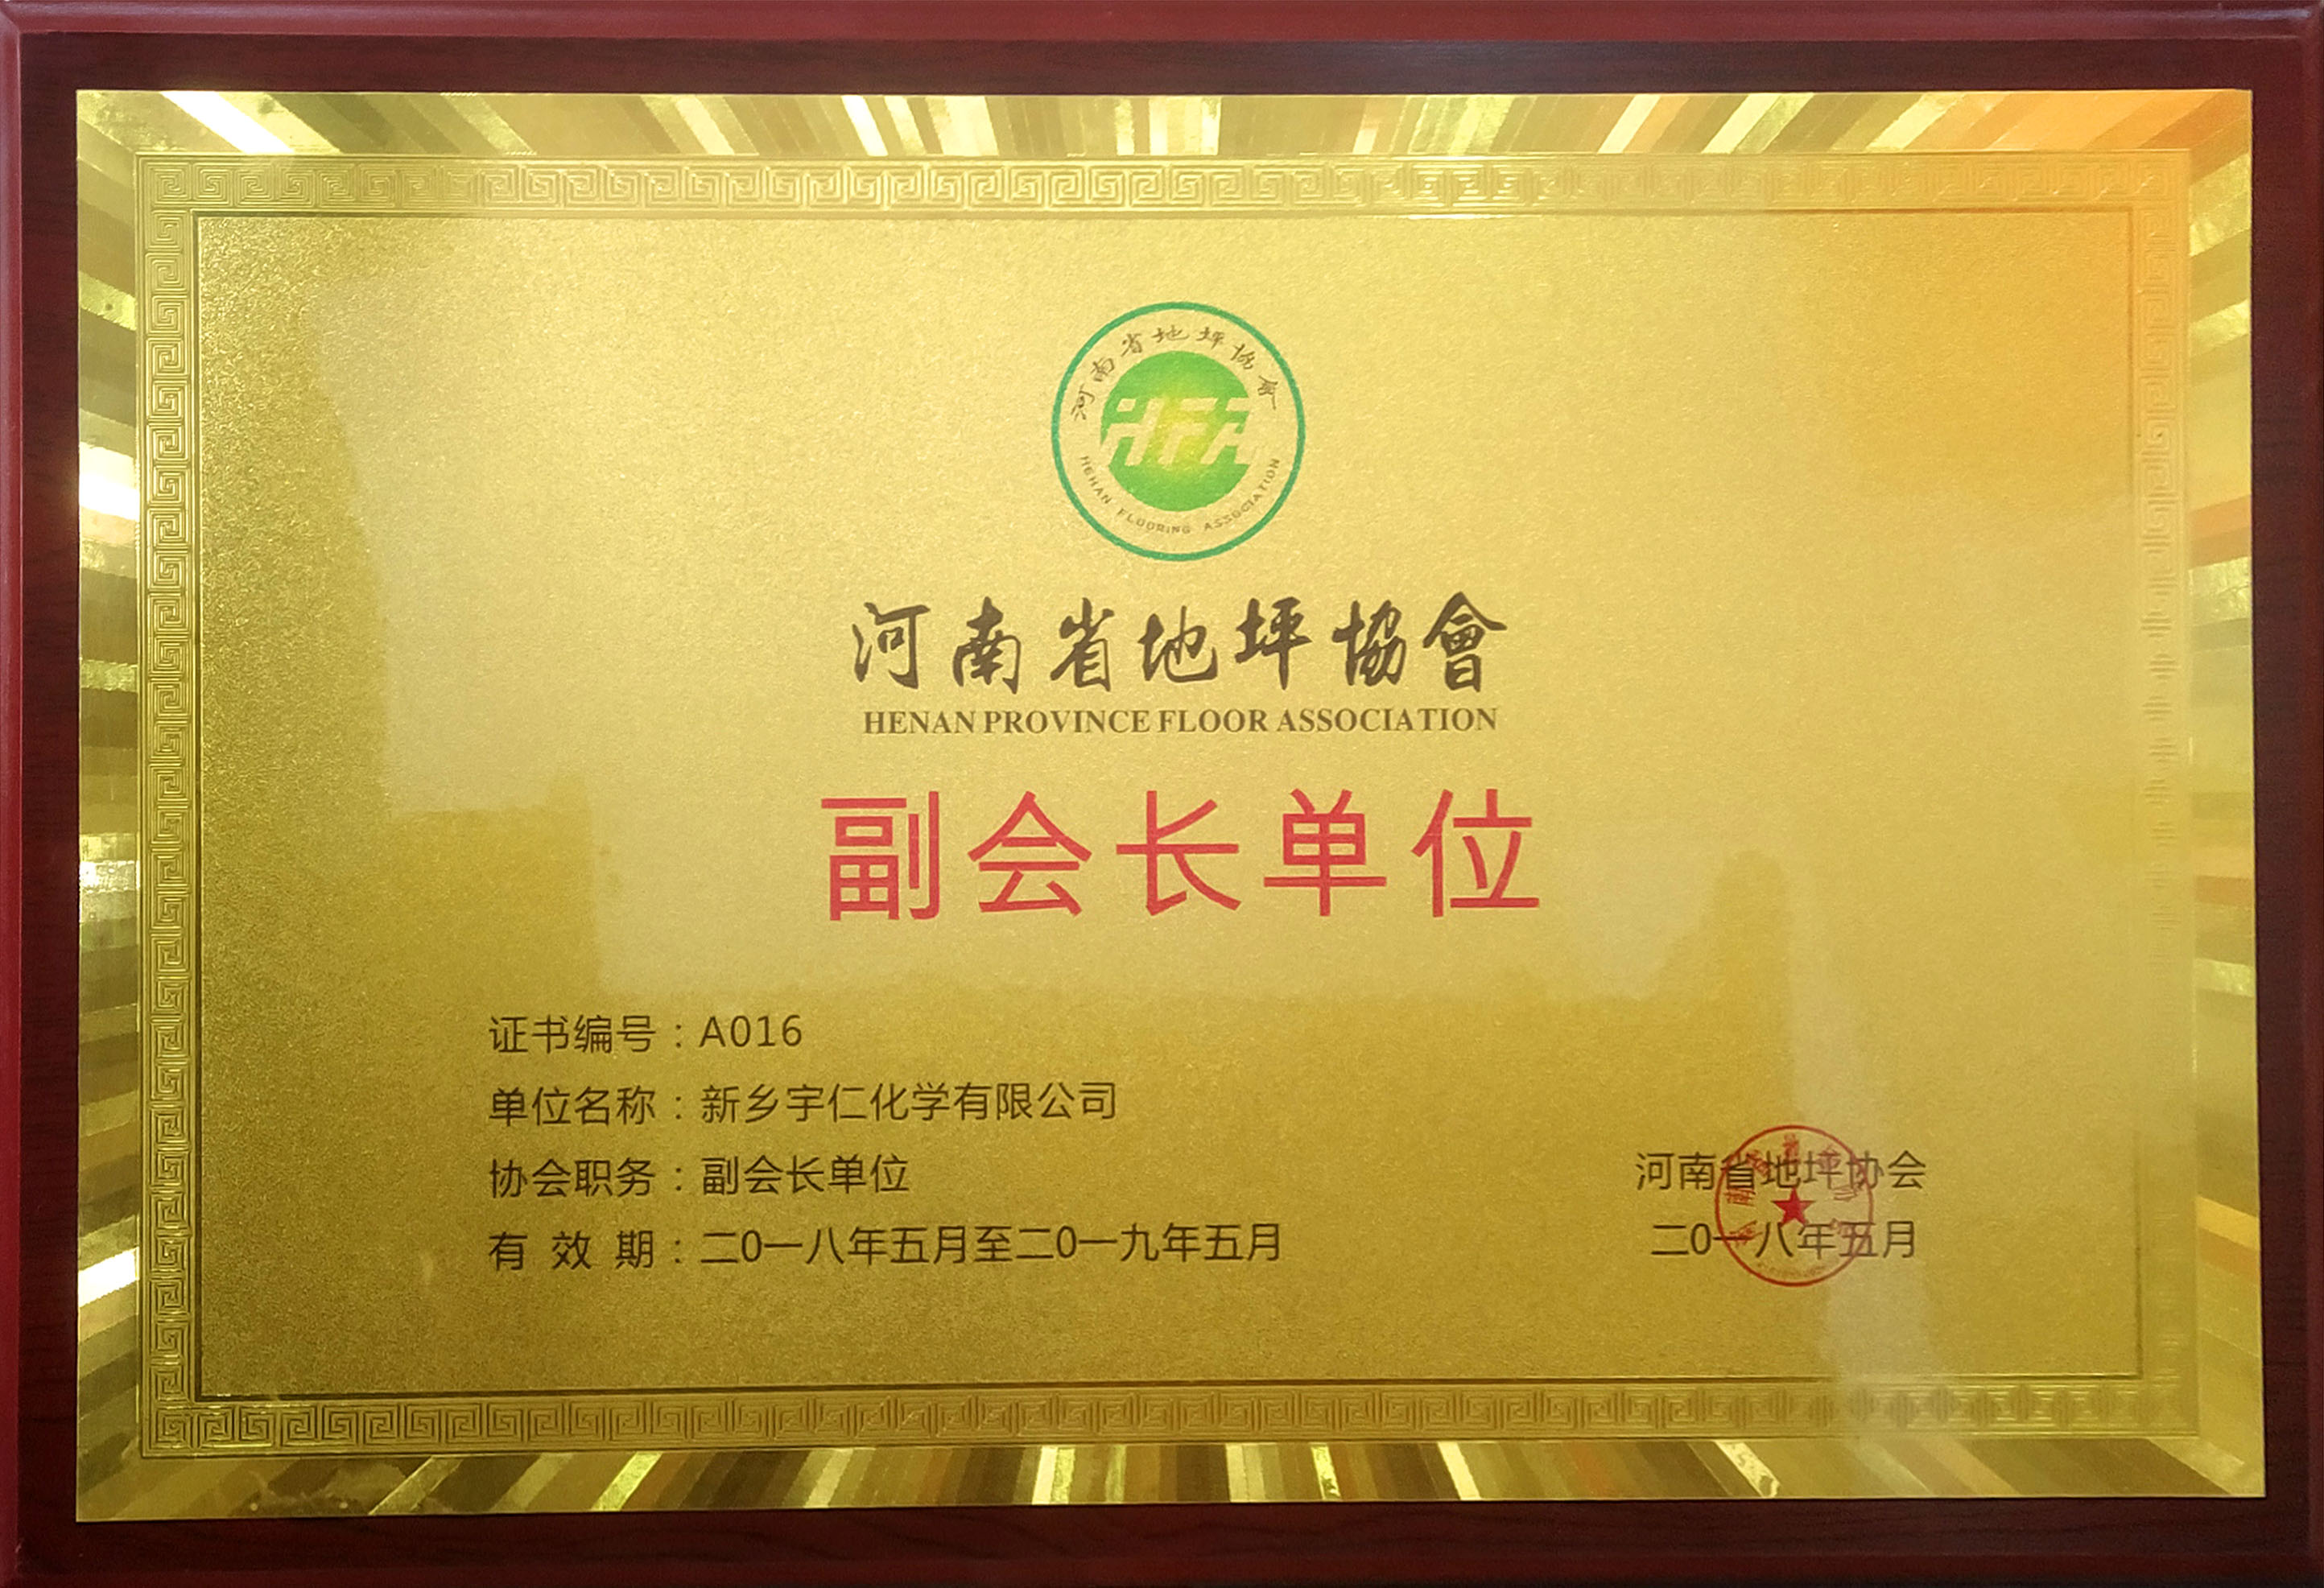 河南省地坪協會
HFA
HENAN FLOORING ASSOCIATION
河南省地坪協會
HENAN PROVINCE FLOOR ASSOCIATION
副会长单位
证书编号：A016
单位名称：新乡宇仁化学有限公司
协会职务：副会长单位
有 效 期：二0一八年五月至二0一九年五月
河南省地坪协会
二0一八年五月